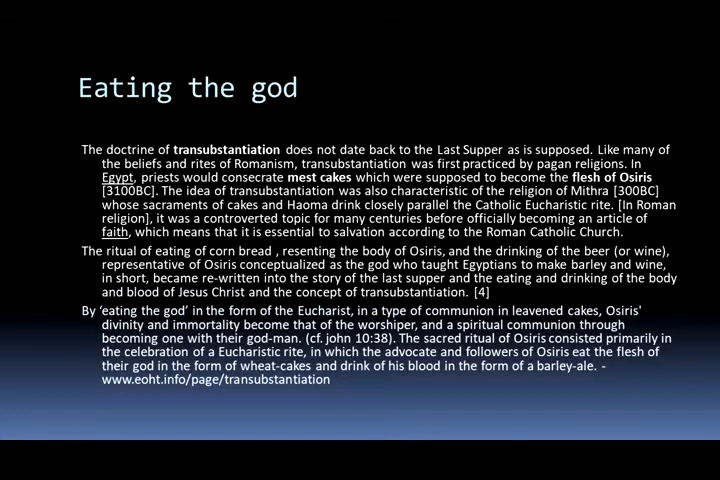 Eating the god
The doctrine of transubstantiation does not date back to the Last Supper as is supposed. Like many of
the beliefs and rites of Romanism, transubstantiation was first practiced by pagan religions. In
Egypt, priests would consecrate mest cakes which were supposed to become the flesh of Osiris
[3100BC]. The idea of transubstantiation was also characteristic of the religion of Mithra [300BC]
whose sacraments of cakes and Haoma drink closely parallel the Catholic Eucharistic rite. [In Roman
religion], it was a controverted topic for many centuries before officially becoming an article of
faith, which means that it is essential to salvation according to the Roman Catholic Church.
The ritual of eating of corn bread , resenting the body of Osiris, and the drinking of the beer (or wine),
representative of Osiris conceptualized as the god who taught Egyptians to make barley and wine,
in short, became re-written into the story of the last supper and the eating and drinking of the body
and blood of Jesus Christ and the concept of transubstantiation. [4]
By ‘eating the god’ in the form of the Eucharist, in a type of communion in leavened cakes, Osiris'
divinity and immortality become that of the worshiper, and a spiritual communion through
becoming one with their god-man. (cf. john 10:38). The sacred ritual of Osiris consisted primarily in
the celebration of a Eucharistic rite, in which the advocate and followers of Osiris eat the flesh of
their god in the form of wheat-cakes and drink of his blood in the form of a barley-ale. -
www.eoht.info/page/transubstantiation